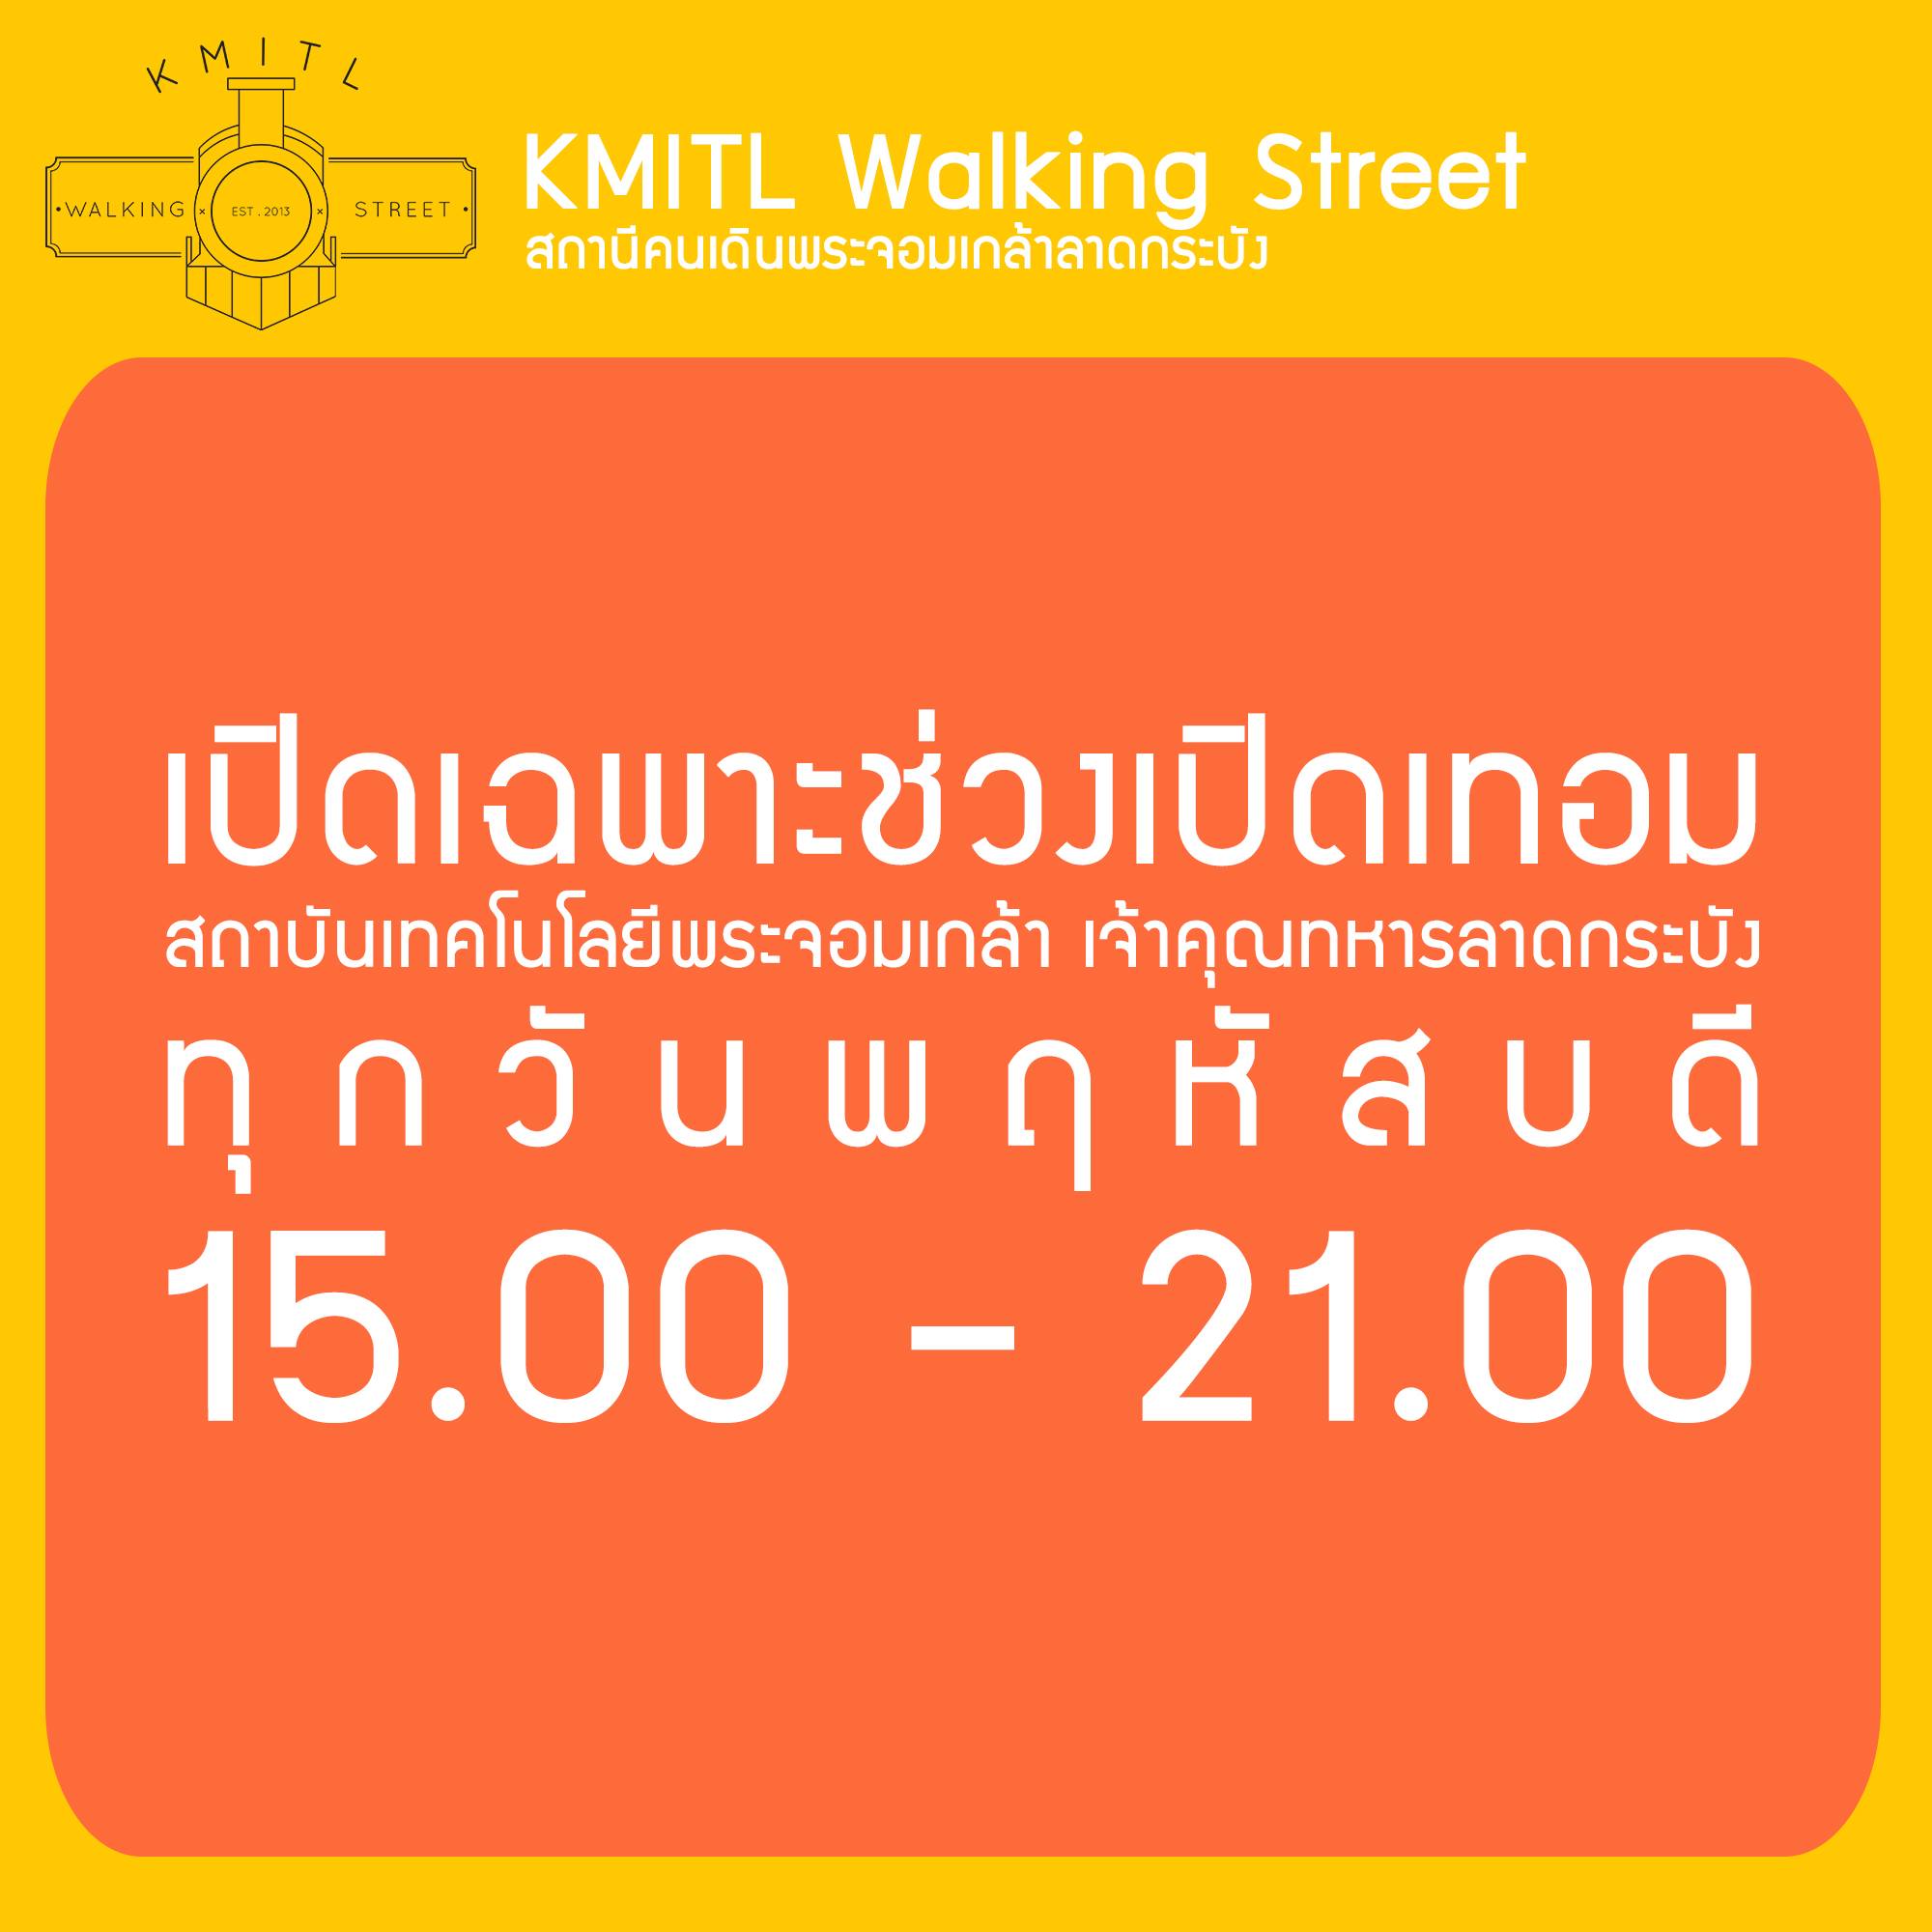 KMITL
WALKING EST . 2013 STREET
KMITL Walking Street
สถานีคนเดินพระจอมเกล้าลาดกระบัง
เปิดเฉพาะช่วงเปิดเทอม
สถาบันเทคโนโลยีพระจอมเกล้า เจ้าคุณทหารลาดกระบัง
ทุกวันพฤหัสบดี
15.00 - 21.00